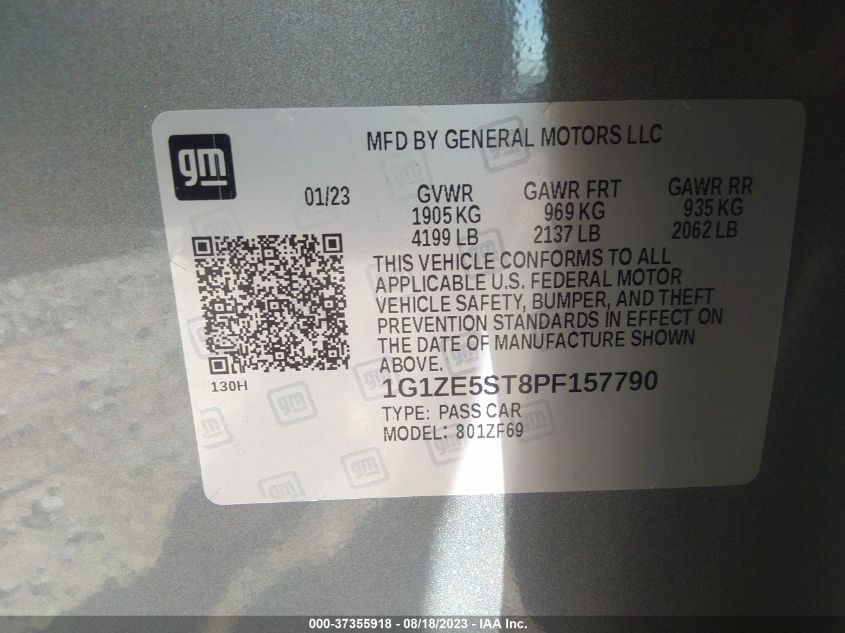 gm
MFD BY GENERAL MOTORS LLC
01/23
GVWR GAWR FRT GAWR RR
1905 KG 969 KG 935 KG
4199 LB 2137 LB 2062 LB
THIS VEHICLE CONFORMS TO ALL
APPLICABLE U.S. FEDERAL MOTOR
VEHICLE SAFETY, BUMPER, AND THEFT
PREVENTION STANDARDS IN EFFECT ON
THE DATE OF MANUFACTURE SHOWN
ABOVE.
130H
1G1ZE5ST8PF157790
TYPE: PASS CAR
MODEL: 801ZF69
000-37355918 - 08/18/2023 - IAA Inc.